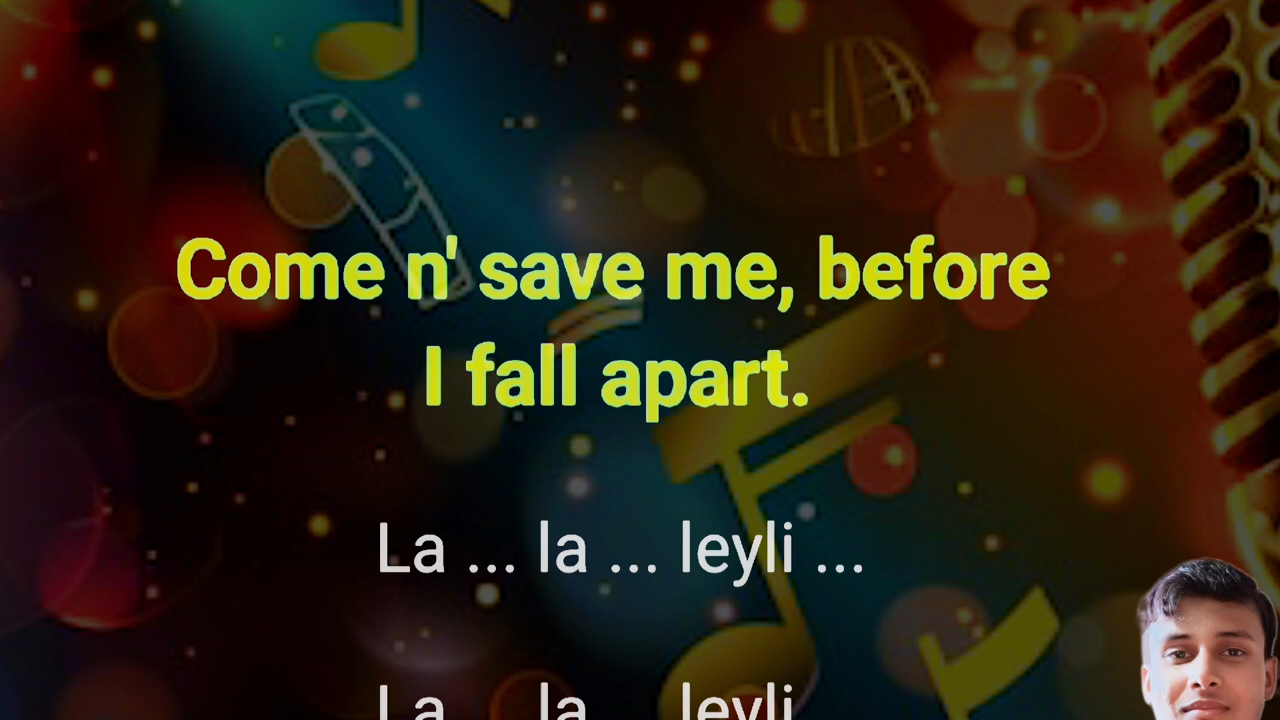 Come n' save me, before
I fall apart.
La ... la ... leyli ...
La ... la ... leyli ...